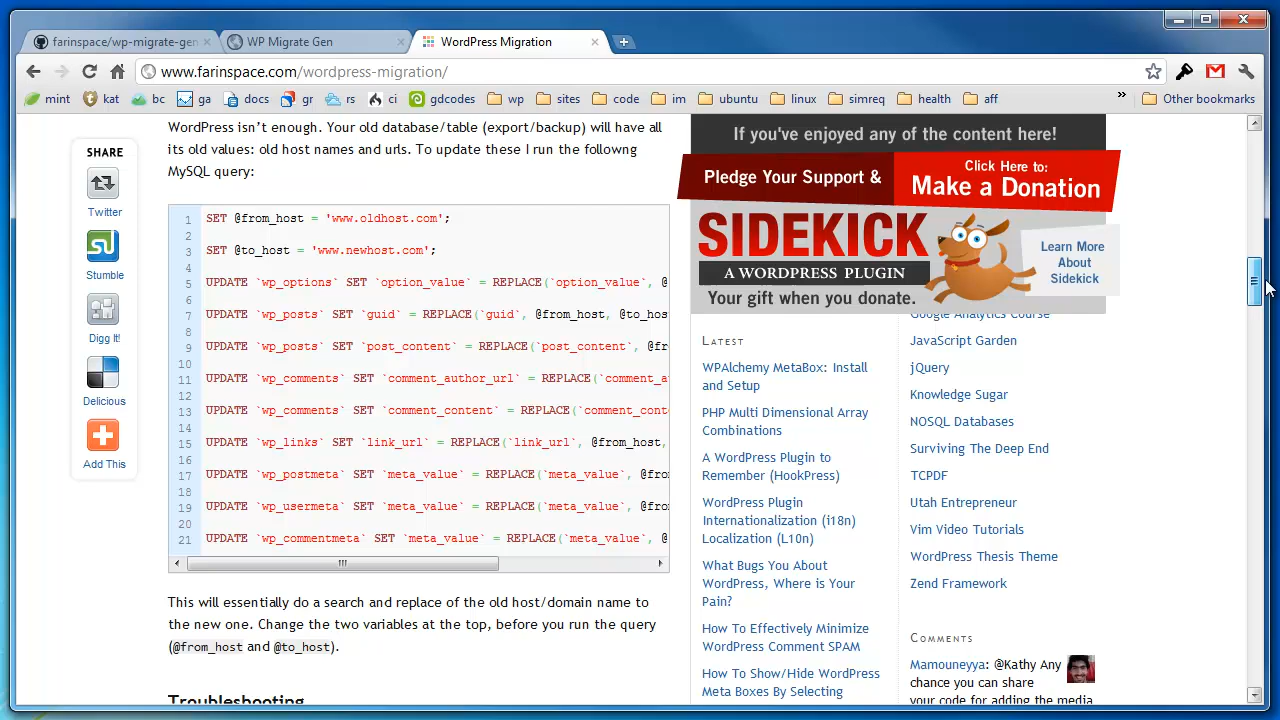 farinspace/wp-migrate-gen
WP Migrate Gen
WordPress Migration
www.farinspace.com/wordpress-migration/
mint
kat
bc
ga
docs
gr
rs
ci
gdcodes
wp
sites
code
im
ubuntu
linux
simreq
health
aff
»
Other bookmarks
SHARE
Twitter
Stumble
Digg It!
Delicious
Add This
WordPress isn't enough. Your old database/table (export/backup) will have all
its old values: old host names and urls. To update these I run the followng
MySQL query:
1 SET @from_host = 'www.oldhost.com';
2
3 SET @to_host = 'www.newhost.com';
4
5 UPDATE `wp_options` SET `option_value` = REPLACE(`option_value`, @
6
7 UPDATE `wp_posts` SET `guid` = REPLACE(`guid`, @from_host, @to_hos
8
9 UPDATE `wp_posts` SET `post_content` = REPLACE(`post_content`, @fr
10
11 UPDATE `wp_comments` SET `comment_author_url` = REPLACE(`comment_a
12
13 UPDATE `wp_comments` SET `comment_content` = REPLACE(`comment_cont
14
15 UPDATE `wp_links` SET `link_url` = REPLACE(`link_url`, @from_host,
16
17 UPDATE `wp_postmeta` SET `meta_value` = REPLACE(`meta_value`, @fro
18
19 UPDATE `wp_usermeta` SET `meta_value` = REPLACE(`meta_value`, @fro
20
21 UPDATE `wp_commentmeta` SET `meta_value` = REPLACE(`meta_value`, @
This will essentially do a search and replace of the old host/domain name to
the new one. Change the two variables at the top, before you run the query
(@from_host and @to_host).
Troubleshooting
If you've enjoyed any of the content here!
Pledge Your Support &
Click Here to:
Make a Donation
SIDEKICK
A WORDPRESS PLUGIN
Your gift when you donate.
Learn More
About
Sidekick
LATEST
WPAlchemy MetaBox: Install
and Setup
PHP Multi Dimensional Array
Combinations
A WordPress Plugin to
Remember (HookPress)
WordPress Plugin
Internationalization (i18n)
Localization (L10n)
What Bugs You About
WordPress, Where is Your
Pain?
How To Effectively Minimize
WordPress Comment SPAM
How To Show/Hide WordPress
Meta Boxes By Selecting
Google Analytics Course
JavaScript Garden
jQuery
Knowledge Sugar
NOSQL Databases
Surviving The Deep End
TCPDF
Utah Entrepreneur
Vim Video Tutorials
WordPress Thesis Theme
Zend Framework
COMMENTS
Mamouneyya: @Kathy Any
chance you can share
your code for adding the media